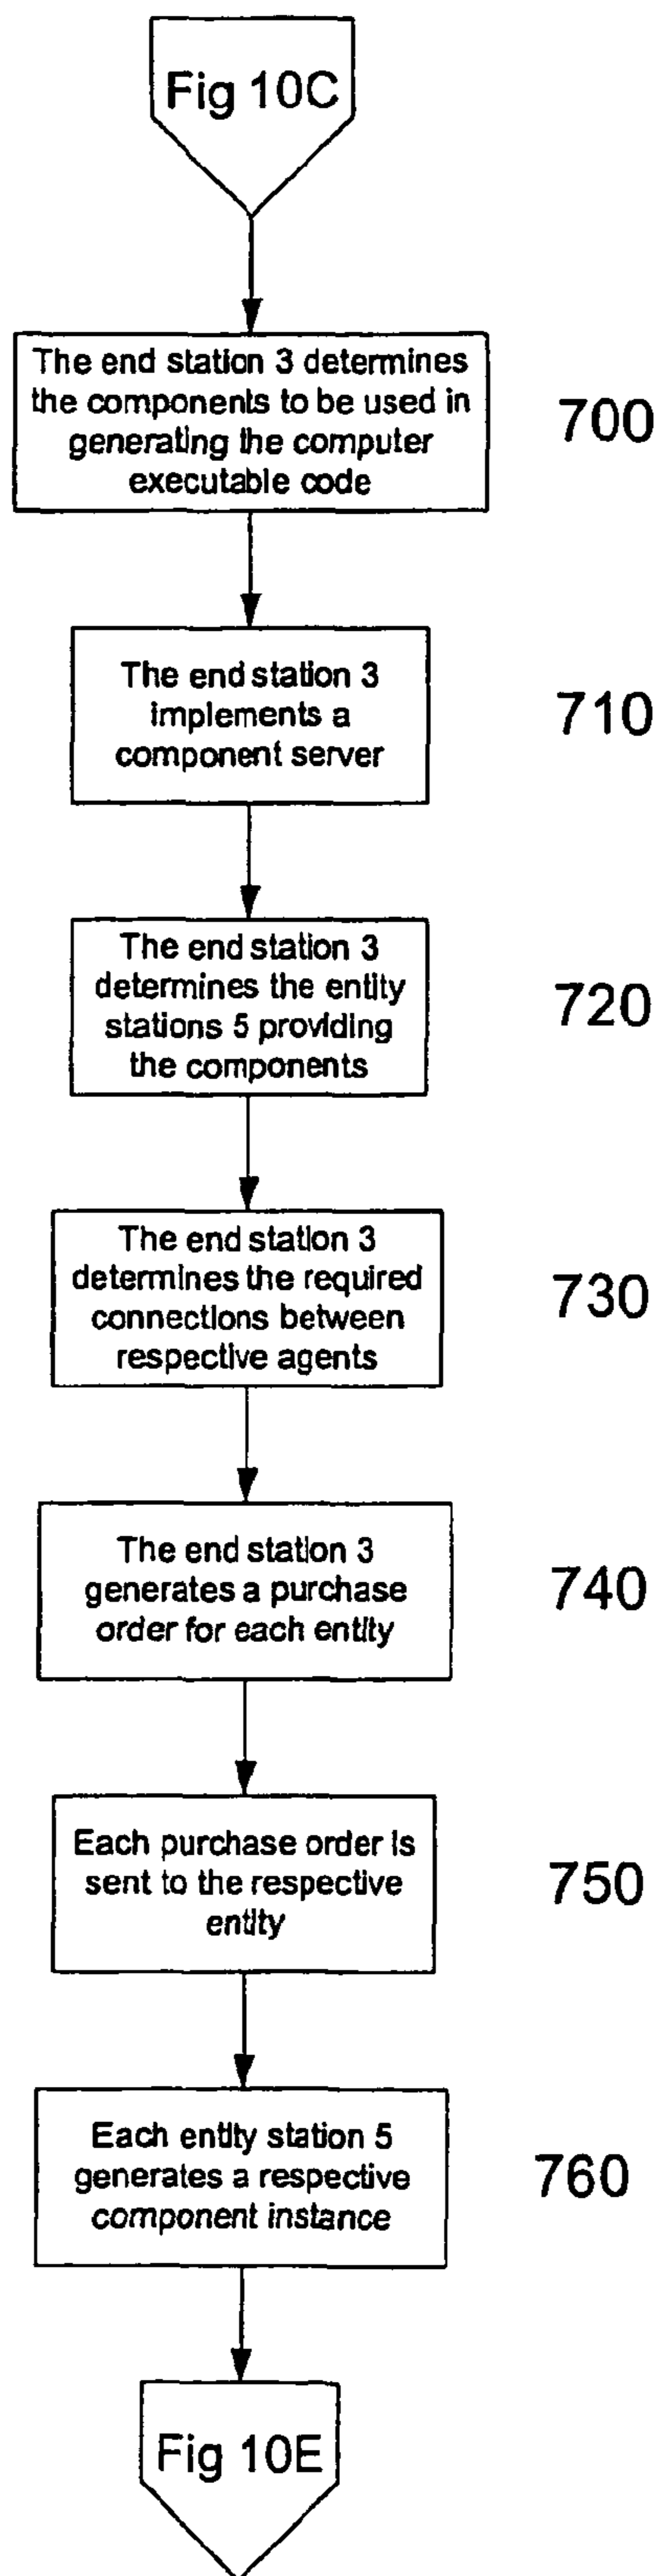 Fig 10C
The end station 3 determines
the components to be used in
generating the computer
executable code
700
The end station 3
implements a
component server
710
The end station 3
determines the entity
stations 5 providing
the components
720
The end station 3
determines the required
connections between
respective agents
730
The end station 3
generates a purchase
order for each entity
740
Each purchase order is
sent to the respective
entity
750
Each entity station 5
generates a respective
component instance
760
Fig 10E